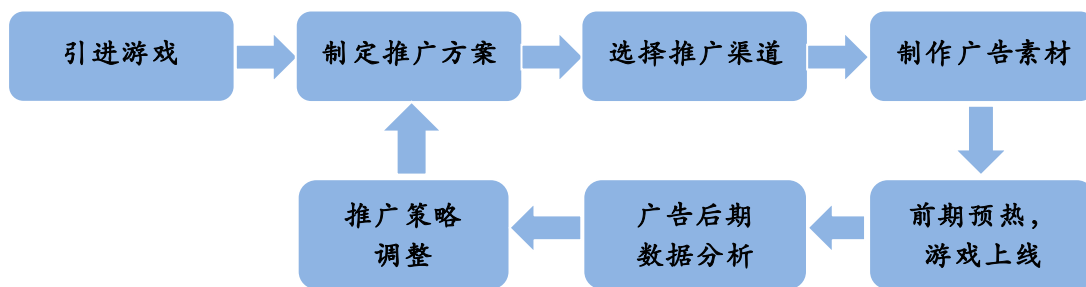 引进游戏
制定推广方案
选择推广渠道
制作广告素材
前期预热，
游戏上线
广告后期
数据分析
推广策略
调整